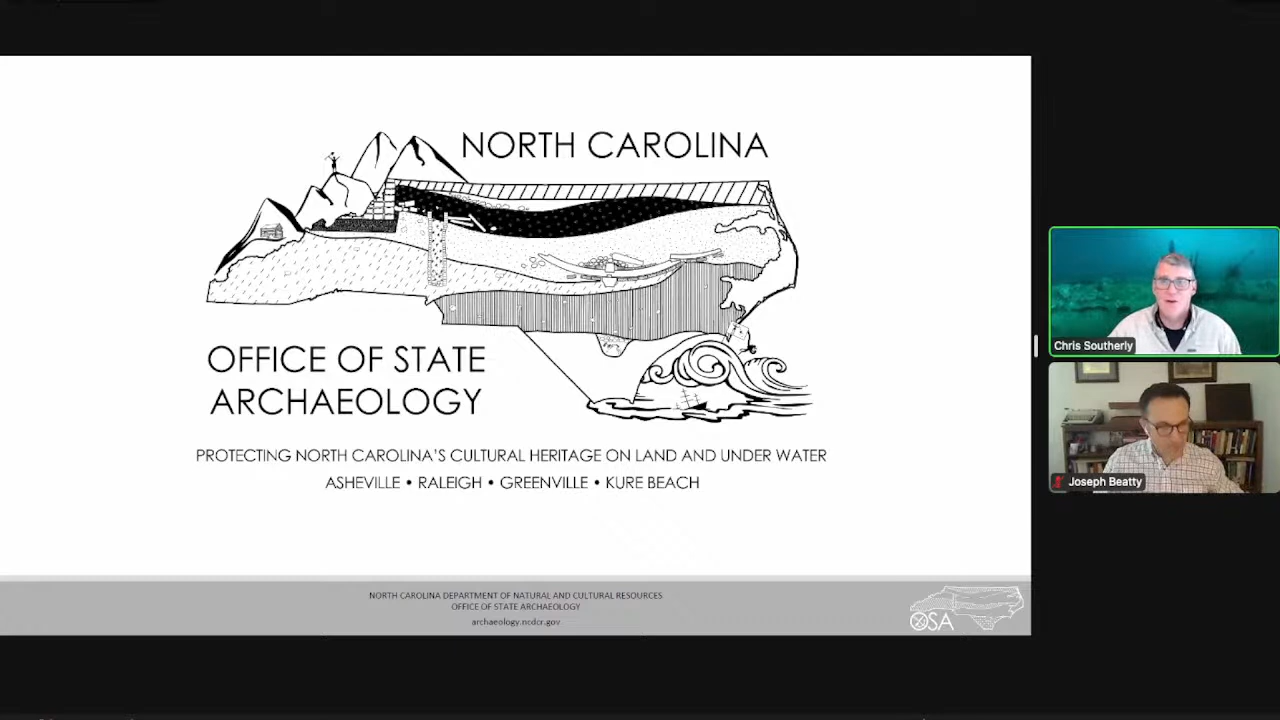 NORTH CAROLINA
OFFICE OF STATE
ARCHAEOLOGY
PROTECTING NORTH CAROLINA'S CULTURAL HERITAGE ON LAND AND UNDER WATER
ASHEVILLE • RALEIGH • GREENVILLE • KURE BEACH
NORTH CAROLINA DEPARTMENT OF NATURAL AND CULTURAL RESOURCES
OFFICE OF STATE ARCHAEOLOGY
archaeology.ncdcr.gov
OSA
Chris Southerly
Joseph Beatty